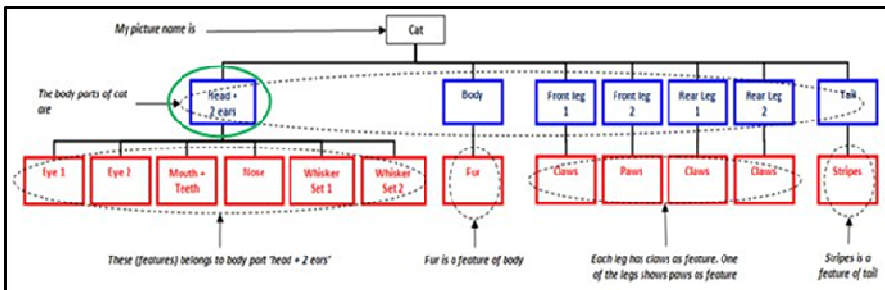 My picture name is
Cat
The body parts of cat
are
Head +
2 ears
Body
Front leg
1
Front leg
2
Rear Leg
1
Rear Leg
2
Tail
Eye 1
Eye 2
Mouth +
Teeth
Nose
Whisker
Set 1
Whisker
Set 2
Fur
Claws
Paws
Claws
Claws
Stripes
These (features) belongs to body part "head + 2 ears"
Fur is a feature of body
Each leg has claws as feature. One
of the legs shows paws as feature
Stripes is a
feature of tail